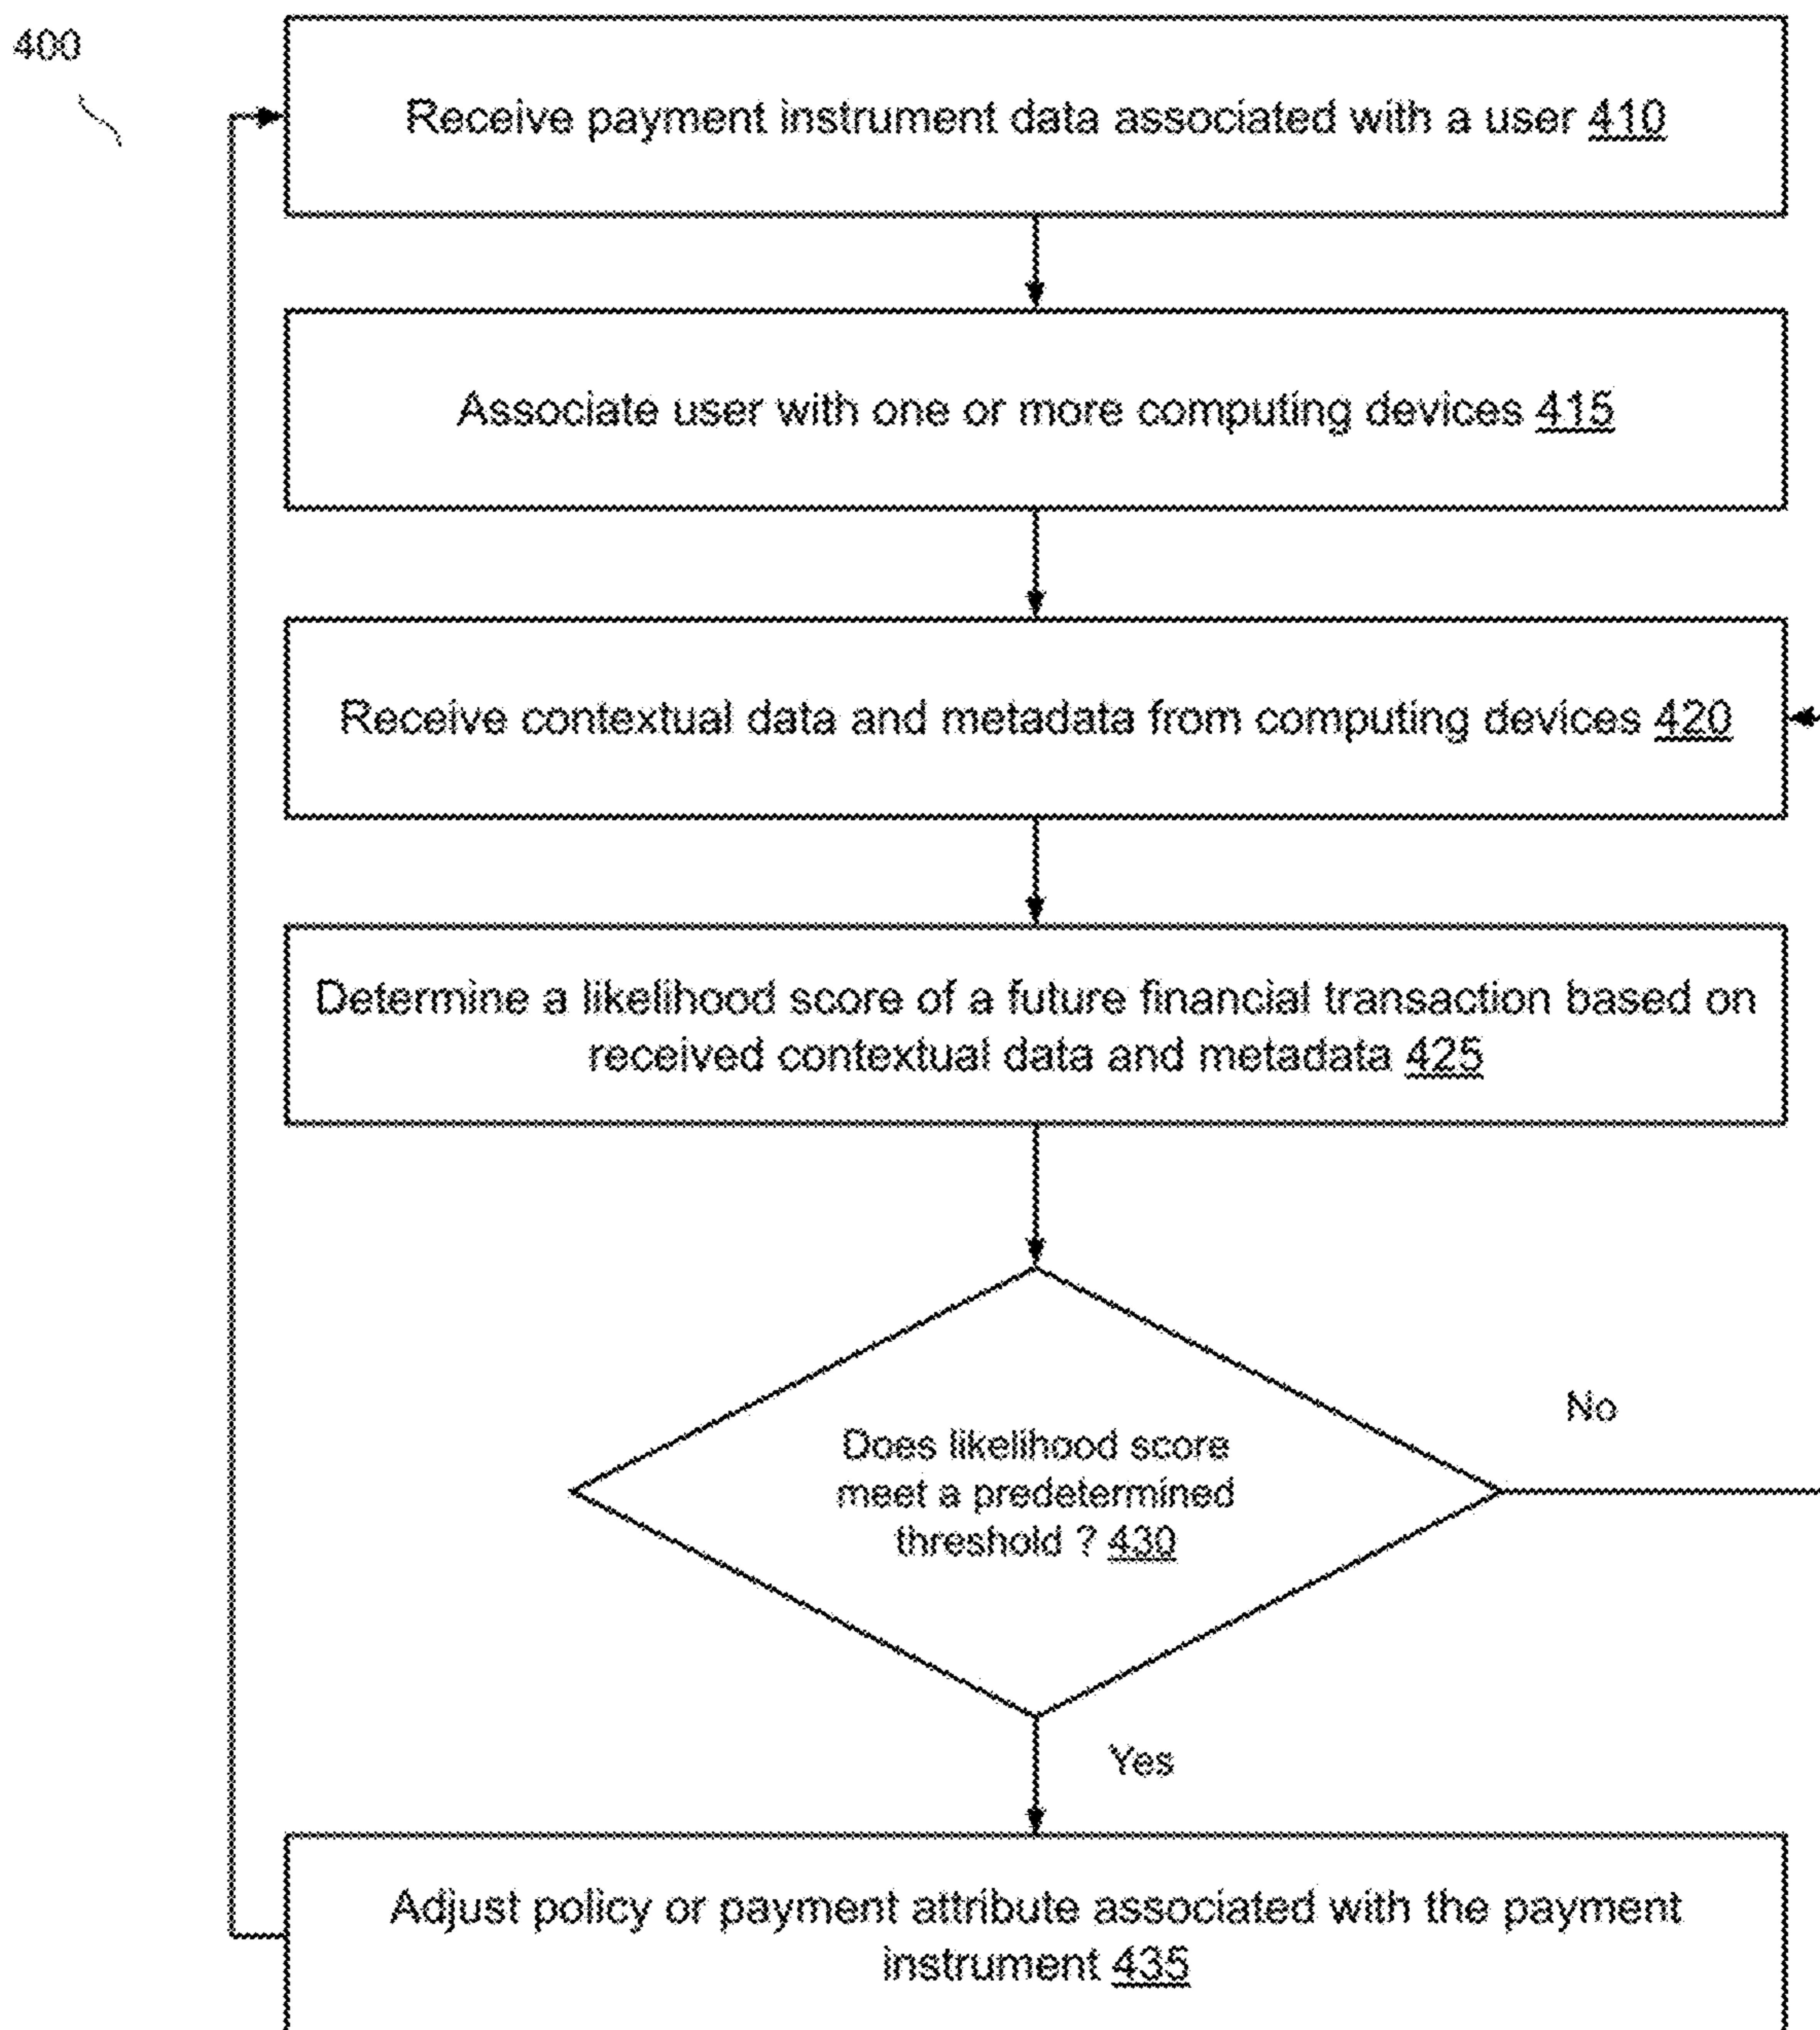 400
Receive payment instrument data associated with a user 410
Associate user with one or more computing devices 415
Receive contextual data and metadata from computing devices 420
Determine a likelihood score of a future financial transaction based on
received contextual data and metadata 425
Does likelihood score
meet a predetermined
threshold ? 430
No
Yes
Adjust policy or payment attribute associated with the payment
instrument 435